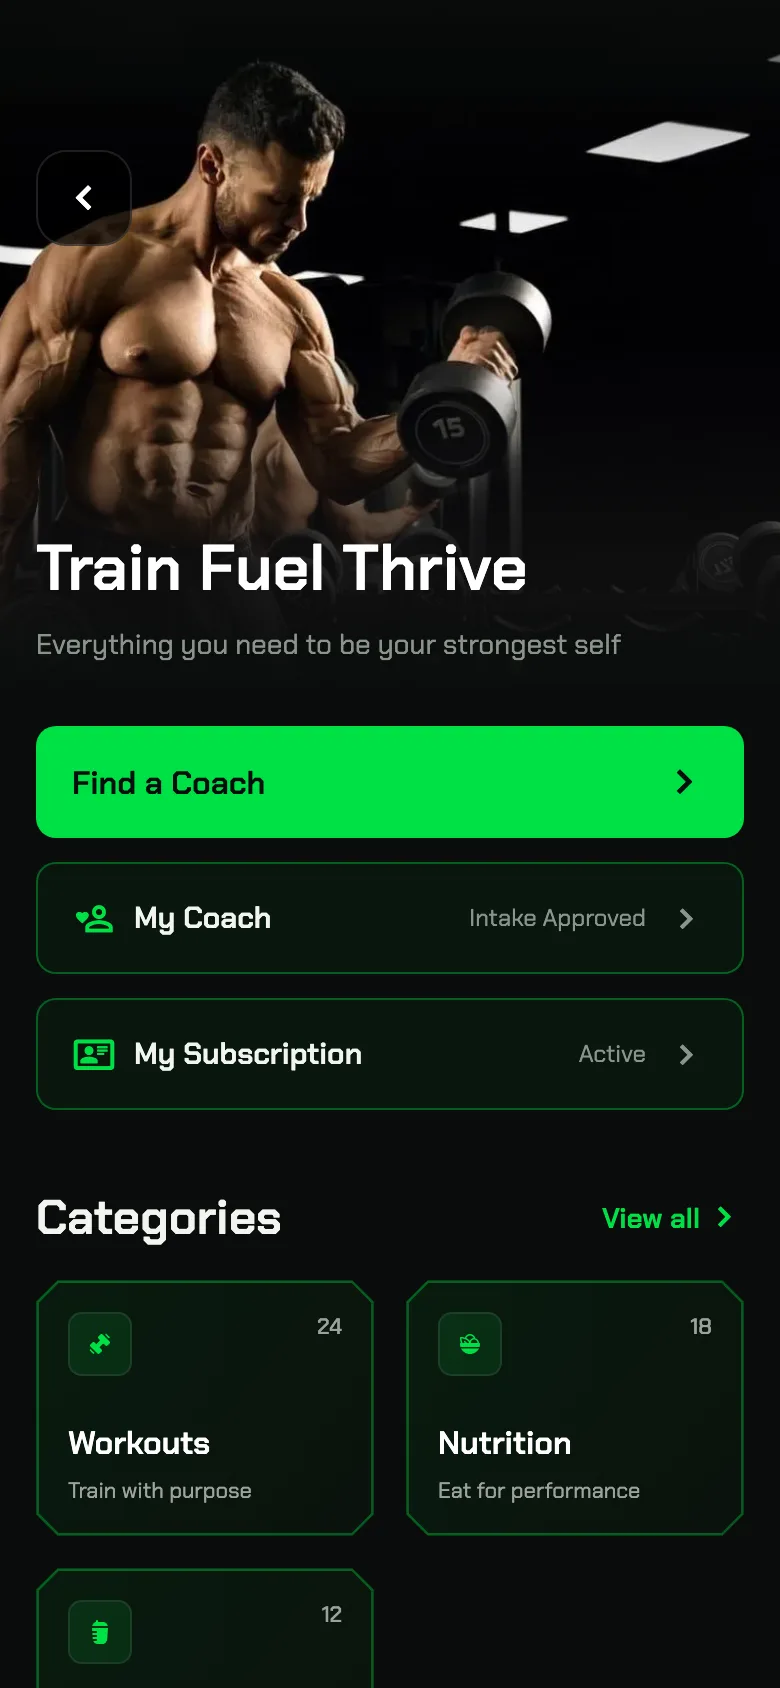 15
Train Fuel Thrive
Everything you need to be your strongest self
Find a Coach
My Coach
Intake Approved
My Subscription
Active
Categories
View all
24
Workouts
Train with purpose
18
Nutrition
Eat for performance
12